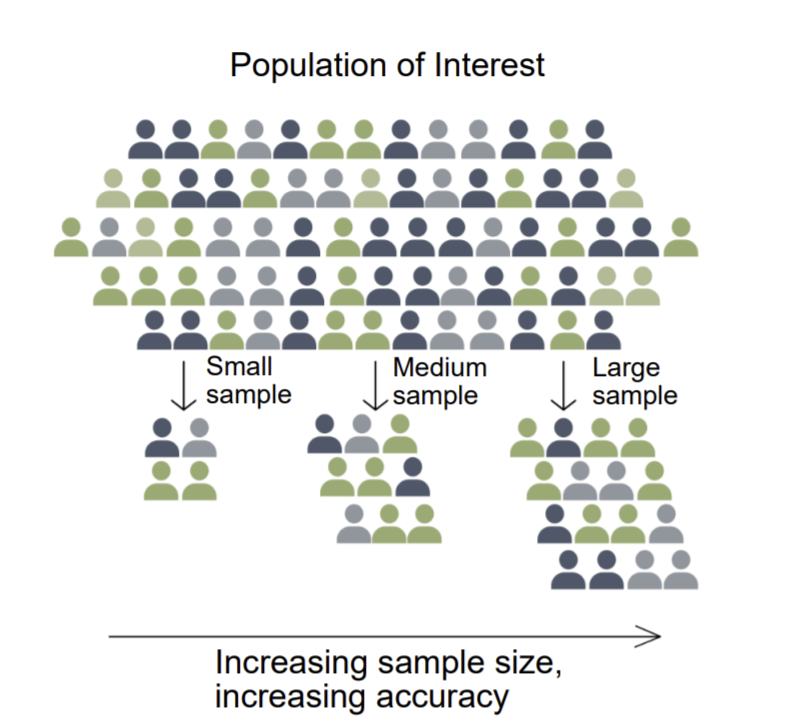 Population of Interest
Small
sample
Medium
sample
Large
sample
Increasing sample size,
increasing accuracy